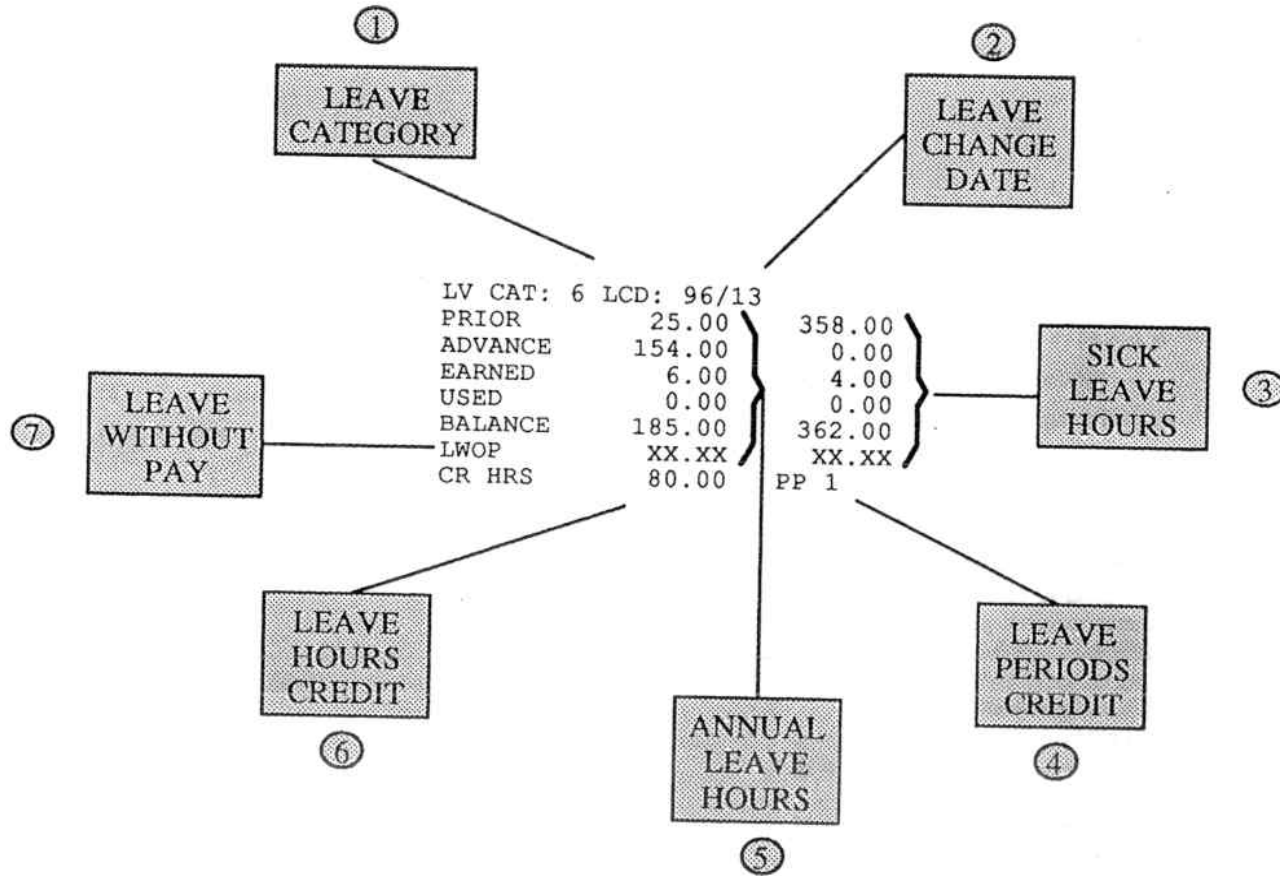 1
LEAVE
CATEGORY
2
LEAVE
CHANGE
DATE
LV CAT: 6 LCD: 96/13
PRIOR 25.00 358.00
ADVANCE 154.00 0.00
EARNED 6.00 4.00
USED 0.00 0.00
BALANCE 185.00 362.00
LWOP XX.XX XX.XX
CR HRS 80.00 PP 1
SICK
LEAVE
HOURS
3
7
LEAVE
WITHOUT
PAY
LEAVE
HOURS
CREDIT
6
ANNUAL
LEAVE
HOURS
5
LEAVE
PERIODS
CREDIT
4